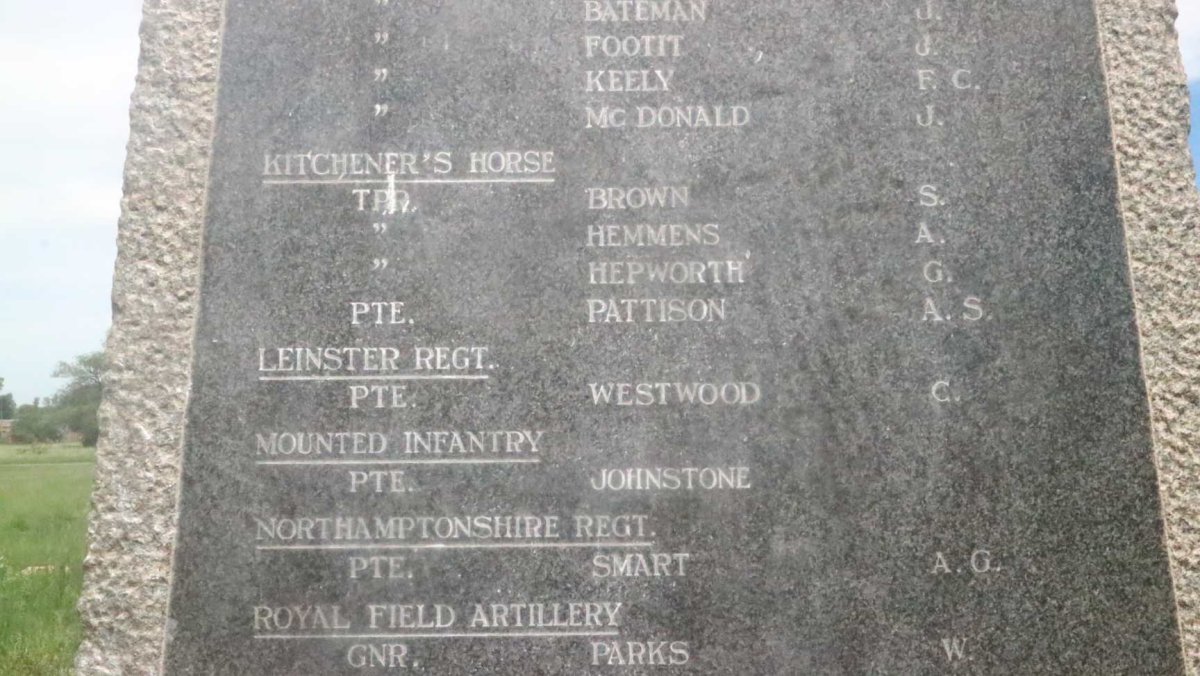 " BATEMAN J.
" FOOTIT J.
" KEELY F. C.
" Mc DONALD J.
KITCHENER'S HORSE
TPR. BROWN S.
" HEMMENS A.
" HEPWORTH G.
PTE. PATTISON A. S.
LEINSTER REGT.
PTE. WESTWOOD C.
MOUNTED INFANTRY
PTE. JOHNSTONE
NORTHAMPTONSHIRE REGT.
PTE. SMART A. G.
ROYAL FIELD ARTILLERY
GNR. PARKS W.